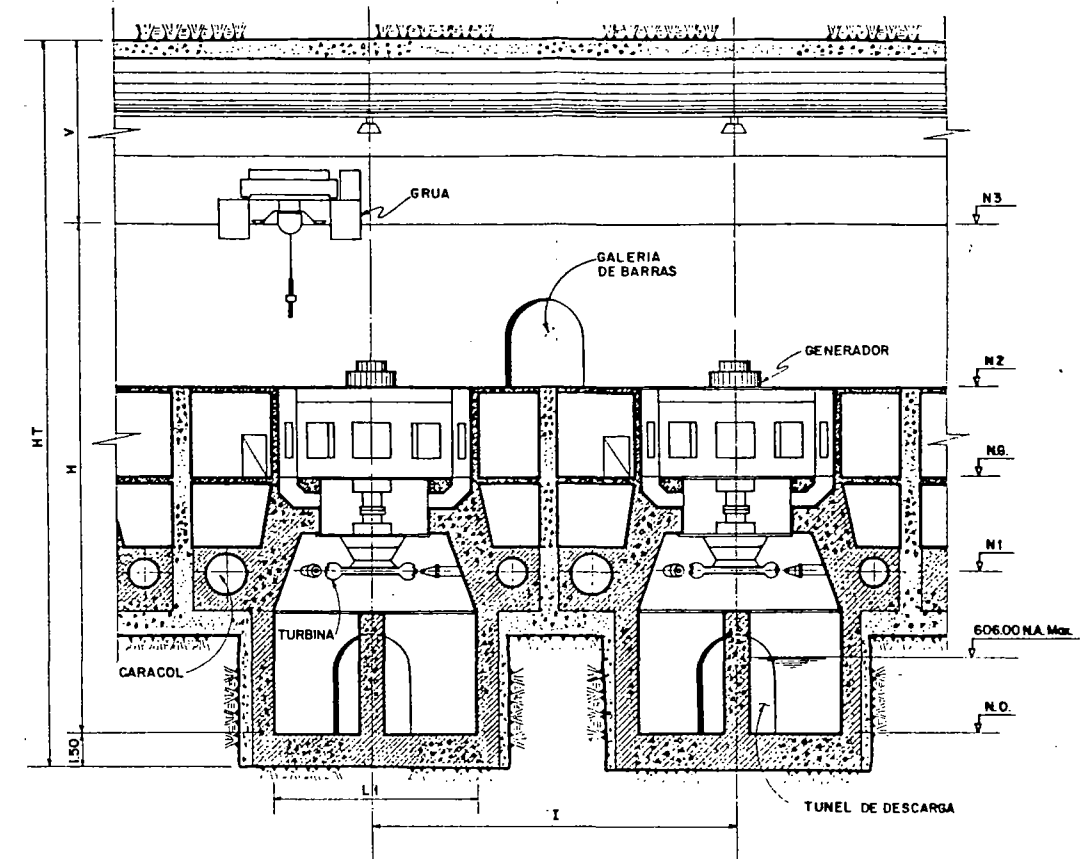 V
GRUA
N3
GALERIA
DE BARRAS
GENERADOR
N2
HT
H
N.G.
N1
TURBINA
606.00 N.A. Max.
CARACOL
N.O.
1.50
L1
TUNEL DE DESCARGA
I